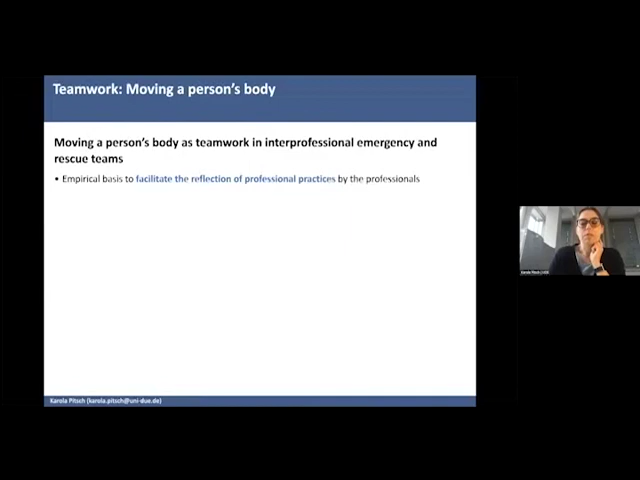 Teamwork: Moving a person's body
Moving a person's body as teamwork in interprofessional emergency and
rescue teams
• Empirical basis to facilitate the reflection of professional practices by the professionals
Karola Pitsch (karola.pitsch@uni-due.de)